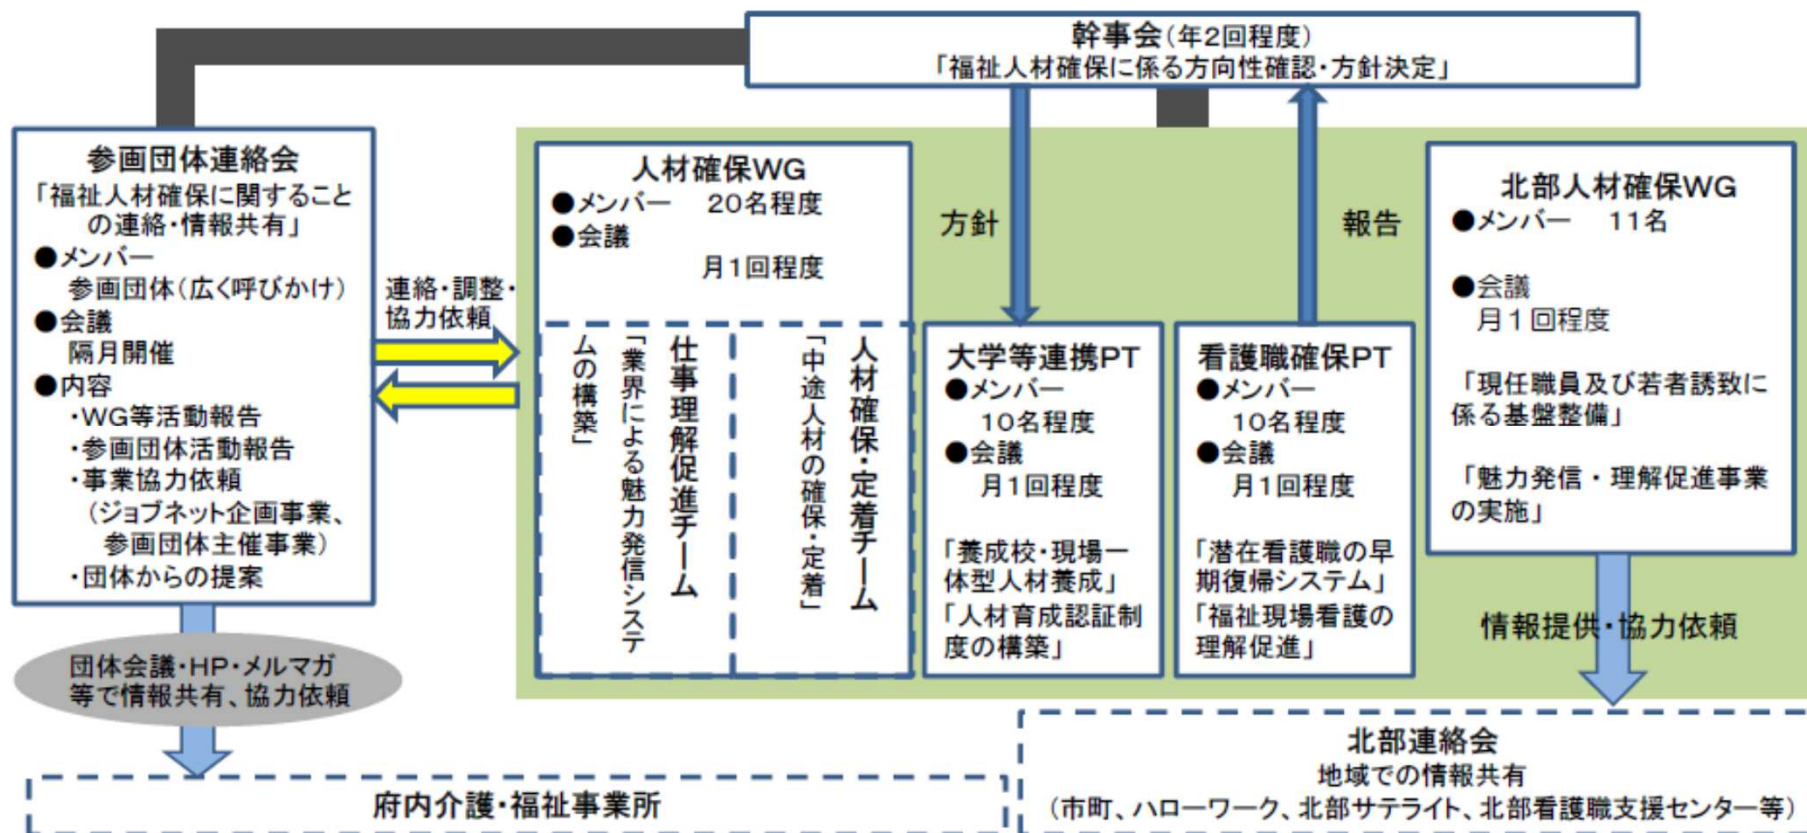 幹事会(年2回程度)
「福祉人材確保に係る方向性確認・方針決定」
参画団体連絡会
「福祉人材確保に関すること
の連絡・情報共有」
●メンバー
参画団体(広く呼びかけ)
●会議
隔月開催
●内容
・WG等活動報告
・参画団体活動報告
・事業協力依頼
(ジョブネット企画事業、
参画団体主催事業)
・団体からの提案
連絡・調整・
協力依頼
人材確保WG
●メンバー 20名程度
●会議
月1回程度
人材確保・定着チーム
「中途人材の確保・定着」
仕事理解促進チーム
「業界による魅力発信システ
ムの構築」
方針
大学等連携PT
●メンバー
10名程度
●会議
月1回程度
「養成校・現場一
体型人材養成」
「人材育成認証制
度の構築」
報告
看護職確保PT
●メンバー
10名程度
●会議
月1回程度
「潜在看護職の早
期復帰システム」
「福祉現場看護の
理解促進」
北部人材確保WG
●メンバー 11名
●会議
月1回程度
「現任職員及び若者誘致に
係る基盤整備」
「魅力発信・理解促進事業
の実施」
情報提供・協力依頼
団体会議・HP・メルマガ
等で情報共有、協力依頼
府内介護・福祉事業所
北部連絡会
地域での情報共有
(市町、ハローワーク、北部サテライト、北部看護職支援センター等)